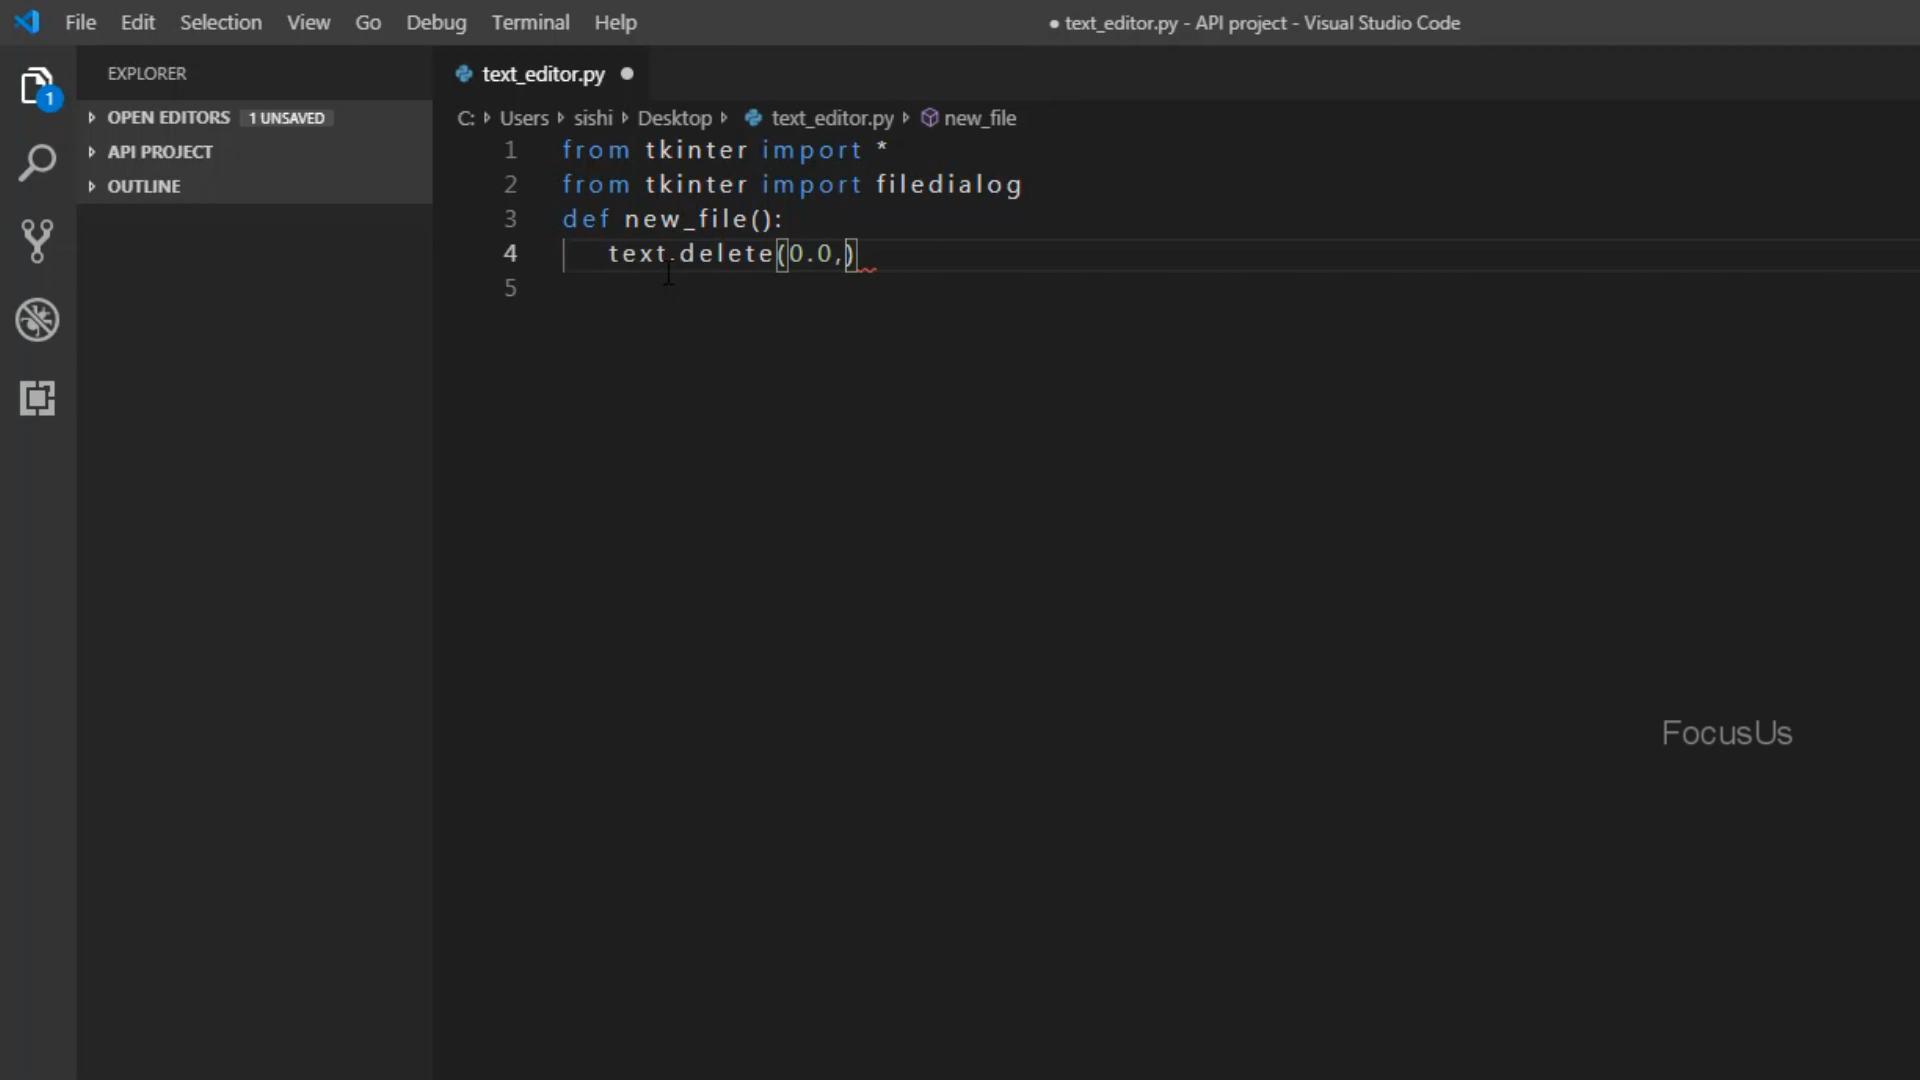 File Edit Selection View Go Debug Terminal Help
● text_editor.py - API project - Visual Studio Code
1
EXPLORER
OPEN EDITORS 1 UNSAVED
API PROJECT
OUTLINE
text_editor.py
C: Users sishi Desktop text_editor.py new_file
1 from tkinter import *
2 from tkinter import filedialog
3 def new_file():
4 text.delete(0.0,)
5
FocusUs